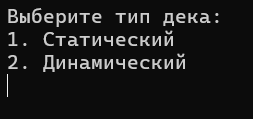 Выберите тип дека:
1. Статический
2. Динамический